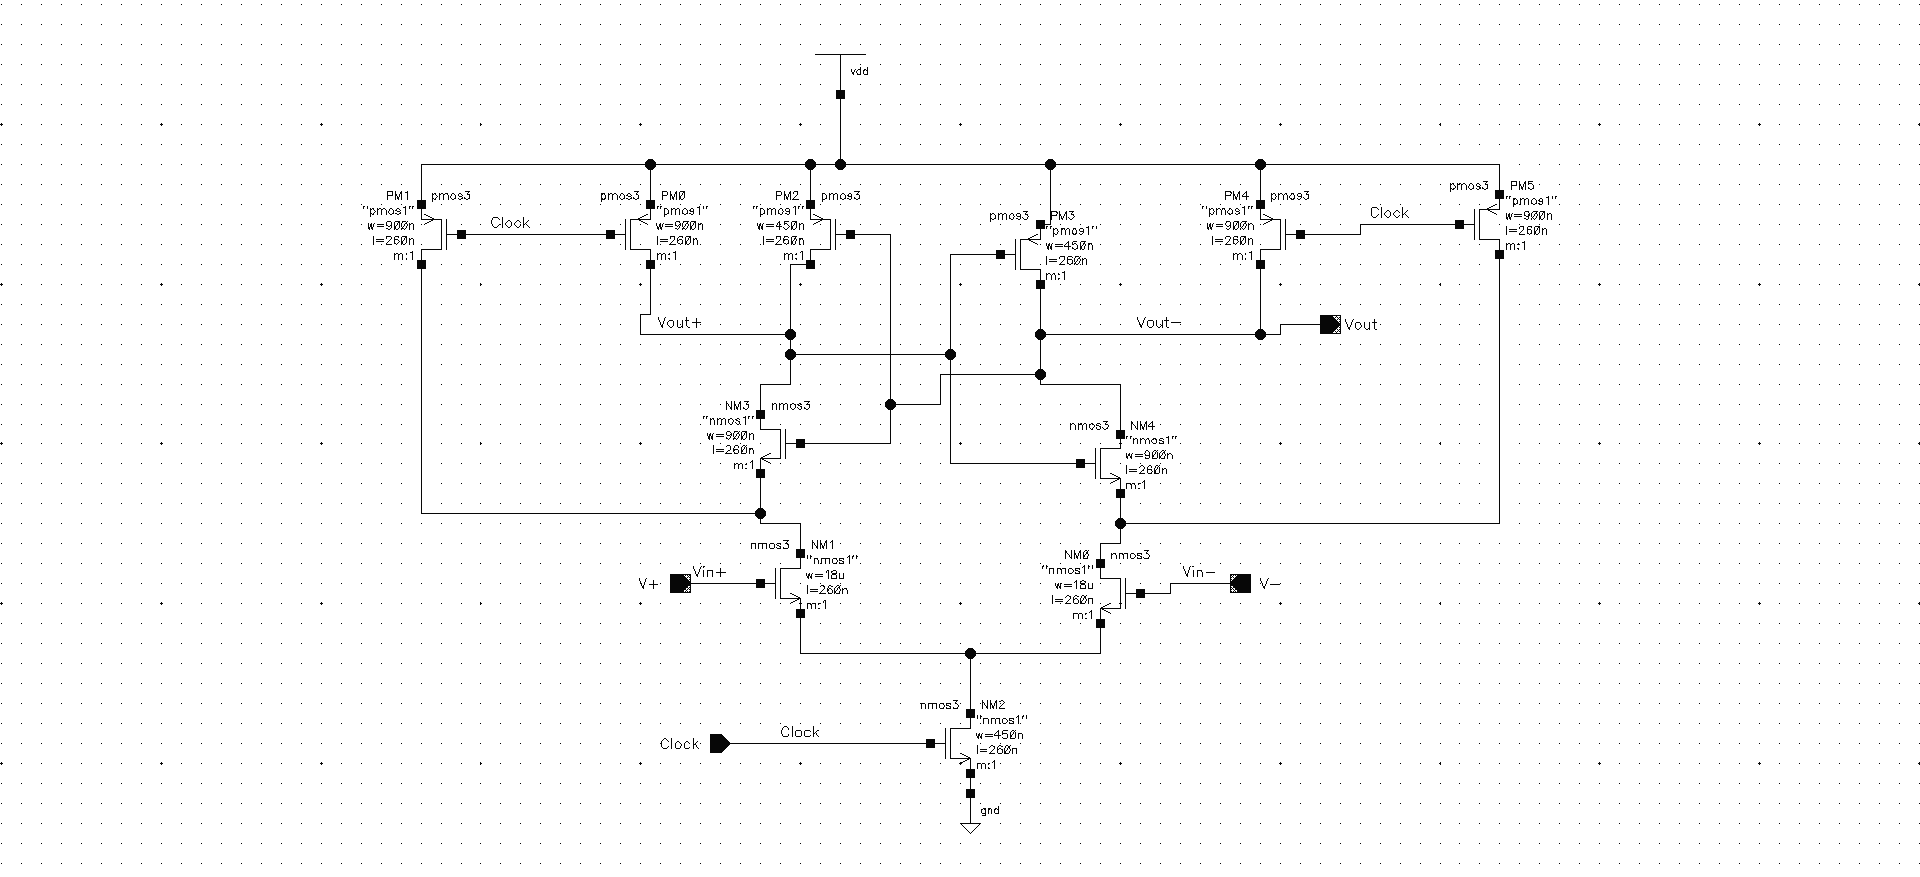 vdd
PM1 pmos3
"pmos1"
w=900n
l=260n
m:1
Clock
pmos3 PM0
"pmos1"
w=900n
l=260n
m:1
PM2 pmos3
"pmos1"
w=450n
l=260n
m:1
pmos3 PM3
"pmos1"
w=450n
l=260n
m:1
PM4 pmos3
"pmos1"
w=900n
l=260n
m:1
Clock
pmos3 PM5
"pmos1"
w=900n
l=260n
m:1
Vout+
Vout-
Vout
NM3 nmos3
"nmos1"
w=900n
l=260n
m:1
nmos3 NM4
"nmos1"
w=900n
l=260n
m:1
V+
Vin+
nmos3 NM1
"nmos1"
w=18u
l=260n
m:1
NM0 nmos3
"nmos1"
w=18u
l=260n
m:1
Vin-
V-
nmos3 NM2
"nmos1"
w=450n
l=260n
m:1
Clock
Clock
gnd